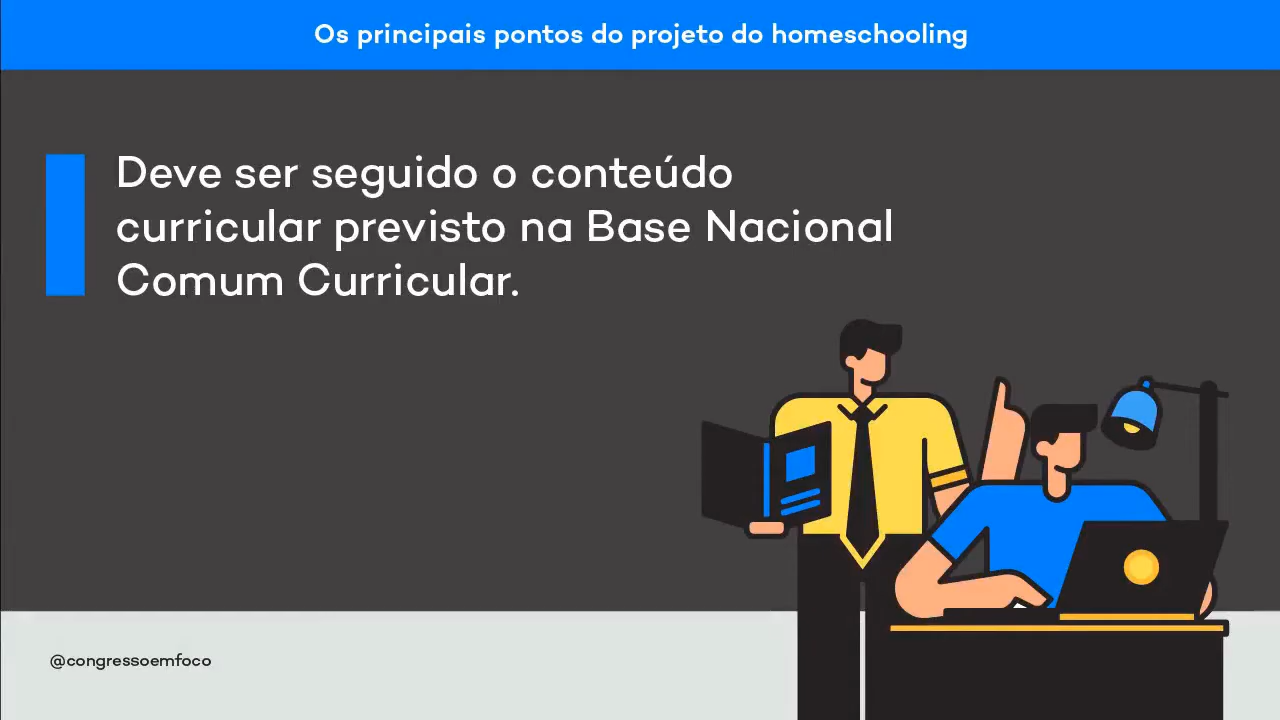 Os principais pontos do projeto do homeschooling
Deve ser seguido o conteúdo
curricular previsto na Base Nacional
Comum Curricular.
@congressoemfoco